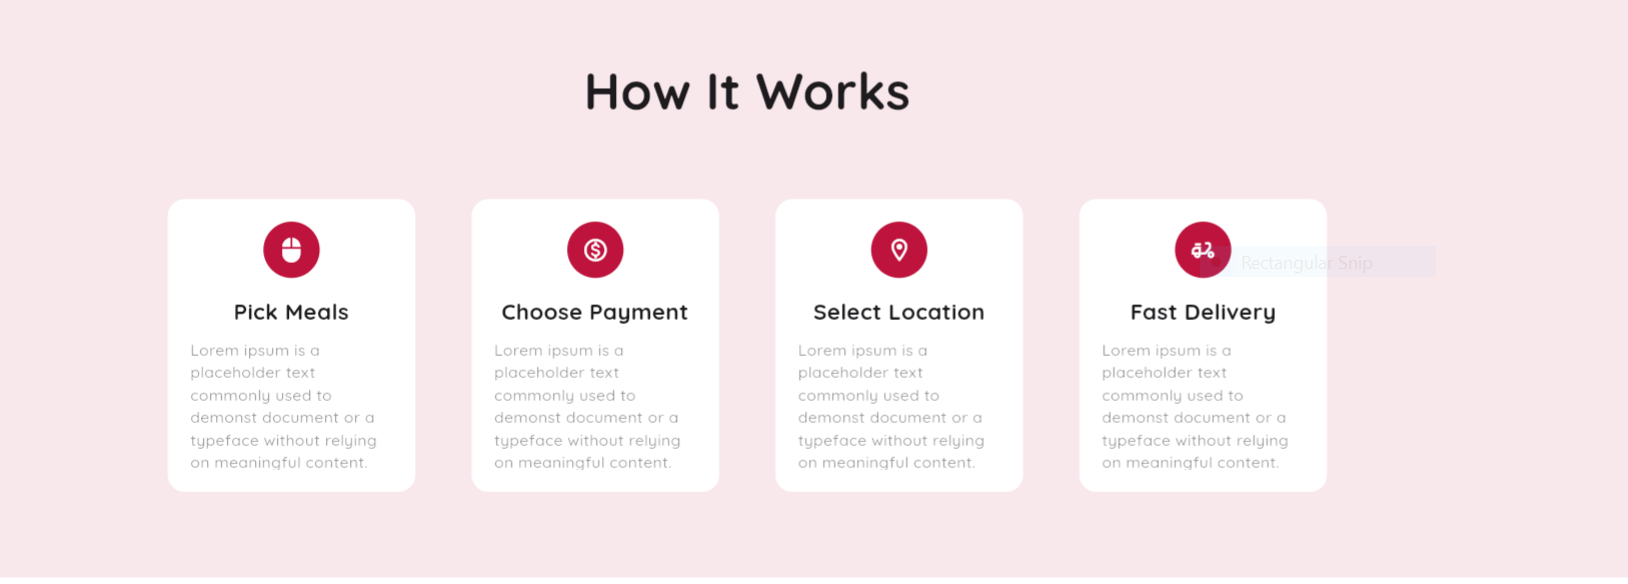 How It Works
Pick Meals
Lorem ipsum is a
placeholder text
commonly used to
demonst document or a
typeface without relying
on meaningful content.
Choose Payment
Lorem ipsum is a
placeholder text
commonly used to
demonst document or a
typeface without relying
on meaningful content.
Select Location
Lorem ipsum is a
placeholder text
commonly used to
demonst document or a
typeface without relying
on meaningful content.
Fast Delivery
Lorem ipsum is a
placeholder text
commonly used to
demonst document or a
typeface without relying
on meaningful content.
Rectangular Snip